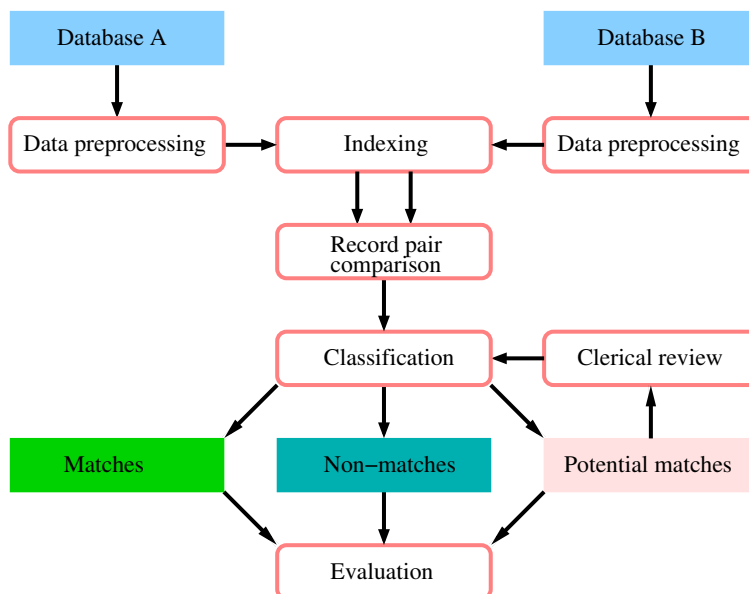 Database A
Database B
Data preprocessing
Indexing
Data preprocessing
Record pair
comparison
Classification
Clerical review
Matches
Non−matches
Potential matches
Evaluation